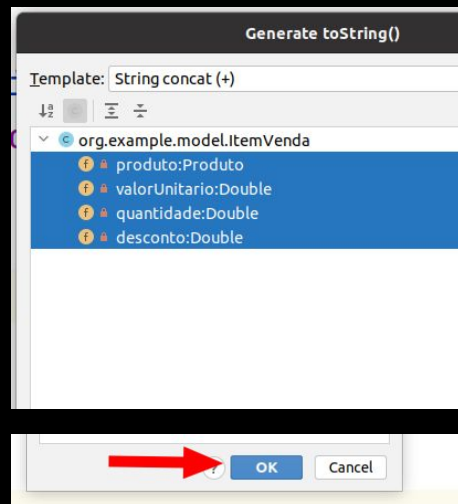 Generate toString()
Template: String concat (+)
org.example.model.ItemVenda
produto:Produto
valorUnitario:Double
quantidade:Double
desconto:Double
? OK Cancel